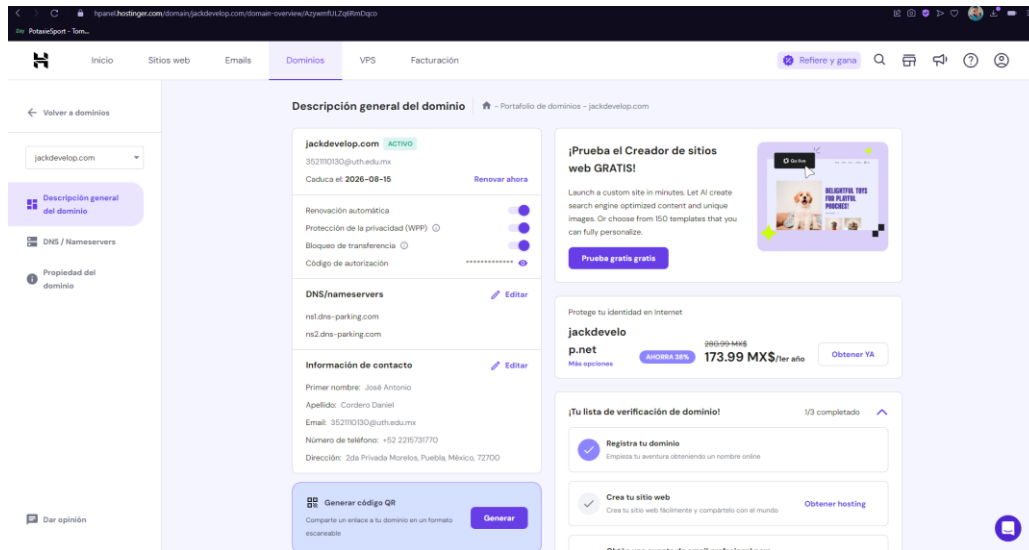 hpanel.hostinger.com/domain/jackdevelop.com/domain-overview/AzywmfULZq6RmDqco
PotaxieSport - Torn...
Inicio
Sitios web
Emails
Dominios
VPS
Facturación
Refiere y gana
Volver a dominios
jackdevelop.com
Descripción general
del dominio
DNS / Nameservers
Propiedad del
dominio
Dar opinión
Descripción general del dominio
- Portafolio de dominios - jackdevelop.com
jackdevelop.com ACTIVO
3521110130@uth.edu.mx
Caduca el: 2026-08-15 Renovar ahora
Renovación automática
Protección de la privacidad (WPP)
Bloqueo de transferencia
Código de autorización *************
DNS/nameservers Editar
ns1.dns-parking.com
ns2.dns-parking.com
Información de contacto Editar
Primer nombre: José Antonio
Apellido: Cordero Daniel
Email: 3521110130@uth.edu.mx
Número de teléfono: +52 2215731770
Dirección: 2da Privada Morelos, Puebla, México, 72700
Generar código QR
Comparte un enlace a tu dominio en un formato
escaneable
Generar
¡Prueba el Creador de sitios
web GRATIS!
Launch a custom site in minutes. Let AI create
search engine optimized content and unique
images. Or choose from 150 templates that you
can fully personalize.
Prueba gratis gratis
Go live
DELIGHTFUL TOYS
FOR PLAYFUL
POOCHES!
Protege tu identidad en Internet
jackdevelo
p.net
Más opciones
AHORRA 38%
280.99 MX$
173.99 MX$/1er año
Obtener YA
¡Tu lista de verificación de dominio! 1/3 completado
Registra tu dominio
Empieza tu aventura obteniendo un nombre online
Crea tu sitio web
Crea tu sitio web fácilmente y compártelo con el mundo
Obtener hosting